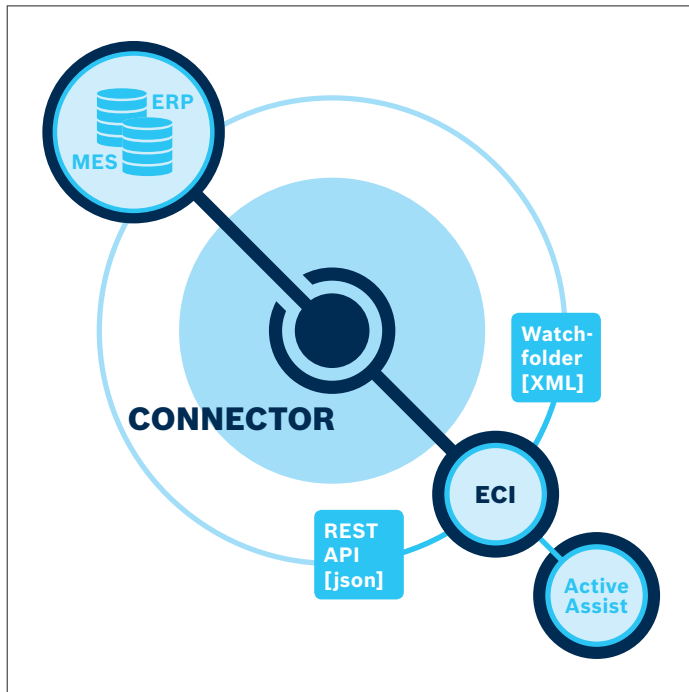 ERP
MES
Watch-
folder
[XML]
CONNECTOR
ECI
REST
API
[json]
Active
Assist